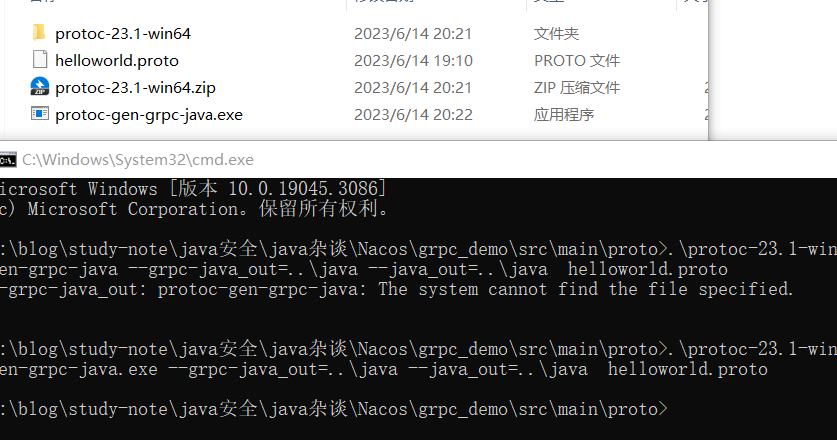 protoc-23.1-win64 2023/6/14 20:21 文件夹
helloworld.proto 2023/6/14 19:10 PROTO 文件
protoc-23.1-win64.zip 2023/6/14 20:21 ZIP 压缩文件
protoc-gen-grpc-java.exe 2023/6/14 20:22 应用程序
C:\Windows\System32\cmd.exe
icrosoft Windows [版本 10.0.19045.3086]
c) Microsoft Corporation。保留所有权利。
:\blog\study-note\java安全\java杂谈\Nacos\grpc_demo\src\main\proto>.\protoc-23.1-win
gen-grpc-java --grpc-java_out=..\java --java_out=..\java  helloworld.proto
-grpc-java_out: protoc-gen-grpc-java: The system cannot find the file specified.
:\blog\study-note\java安全\java杂谈\Nacos\grpc_demo\src\main\proto>.\protoc-23.1-win
gen-grpc-java.exe --grpc-java_out=..\java --java_out=..\java  helloworld.proto
:\blog\study-note\java安全\java杂谈\Nacos\grpc_demo\src\main\proto>